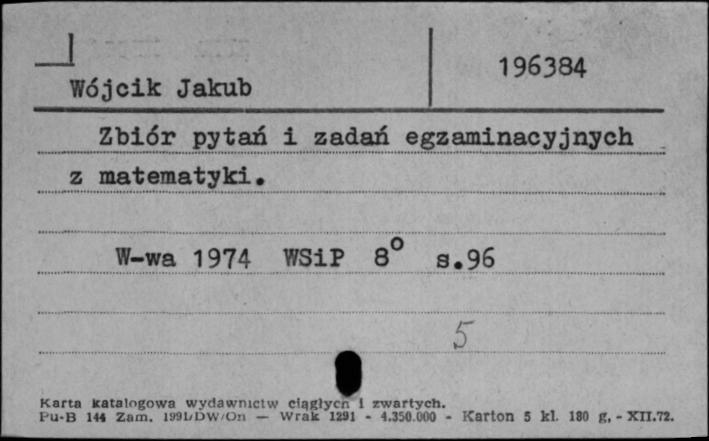 196384
Wójcik Jakub
Zbiór pytań i zadań egzaminacyjnych
z matematyki.
W-wa 1974 WSiP 8° s.96
5
Karta katalogowa wydawnictw ciągłych i zwartych.
Pu-B 144 Zam. 1991/DW/On — Wrak 1291 - 4.350.000 - Karton 5 kl. 180 g, - XII.72.